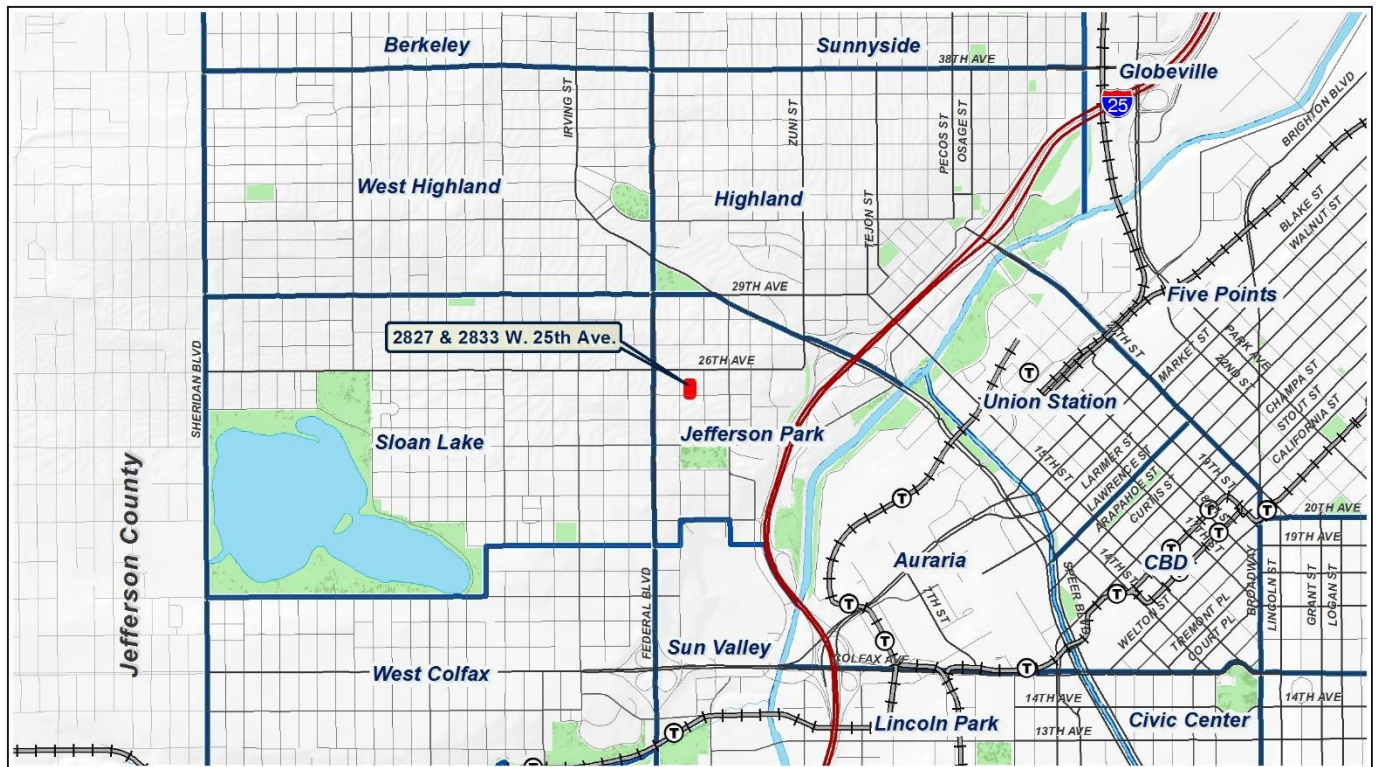 Berkeley
Sunnyside
38TH AVE
Globeville
25
BRIGHTON BLVD
IRVING ST
ZUNI ST
PECOS ST
OSAGE ST
West Highland
Highland
TEJON ST
BLAKE ST
WALNUT ST
29TH AVE
Five Points
2827 & 2833 W. 25th Ave.
26TH AVE
SHERIDAN BLVD
MARKET ST
PARK AVE
22ND ST
CHAMPA ST
STOUT ST
CALIFORNIA ST
T
Union Station
Sloan Lake
Jefferson Park
15TH ST
LARIMER ST
LAWRENCE ST
ARAPAHOE ST
CURTIS ST
19TH ST
T
T
T
T
20TH AVE
19TH AVE
Jefferson County
Auraria
T
CBD
14TH ST
SPEER BLVD
T
WELTON ST
TREMONT PL
COURT PL
BROADWAY
LINCOLN ST
GRANT ST
LOGAN ST
FEDERAL BLVD
7TH ST
T
T
Sun Valley
COLFAX AVE
T
West Colfax
14TH AVE
14TH AVE
Lincoln Park
Civic Center
13TH AVE
T
T